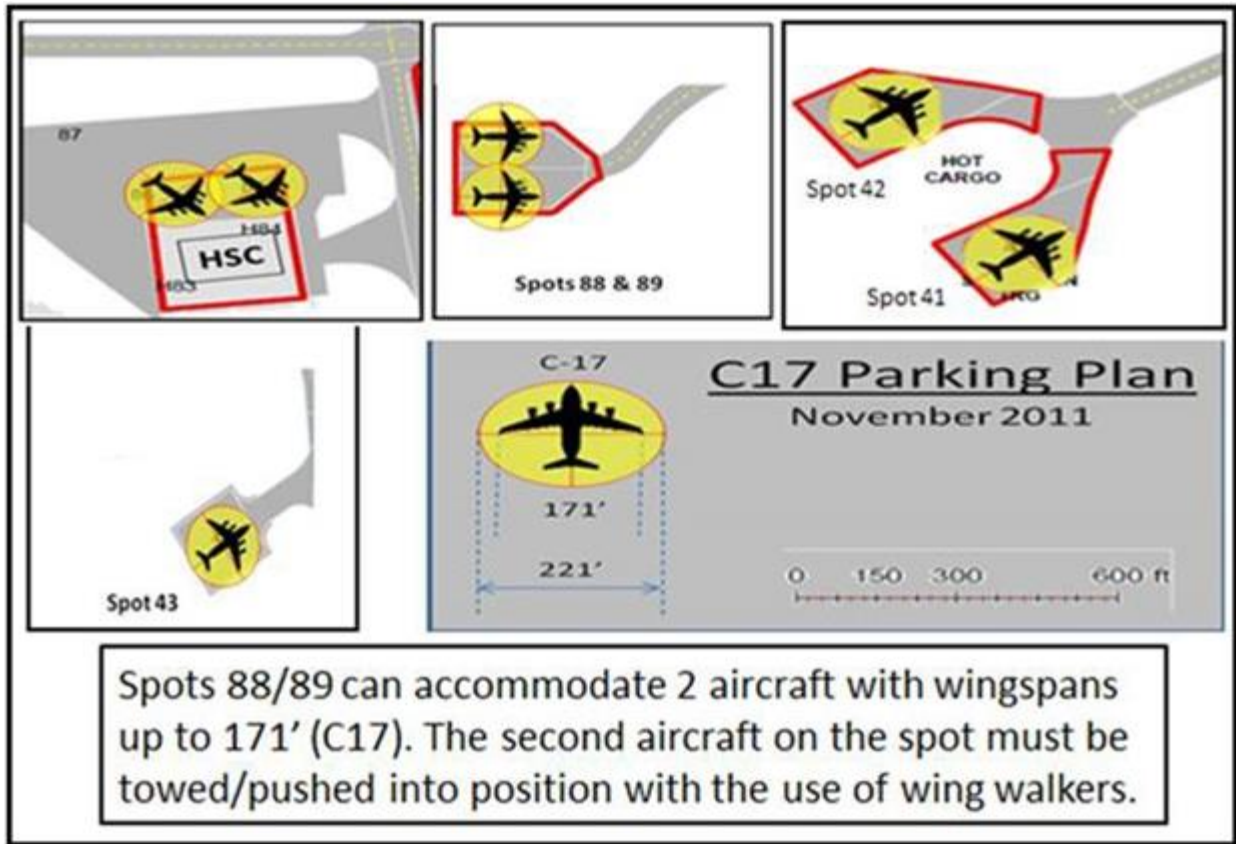 87
H84
HSC
H83
Spots 88 & 89
HOT
CARGO
Spot 42
Spot 41
Spot 43
C-17
171’
221’
C17 Parking Plan
November 2011
0 150 300 600 ft
Spots 88/89 can accommodate 2 aircraft with wingspans
up to 171’ (C17). The second aircraft on the spot must be
towed/pushed into position with the use of wing walkers.